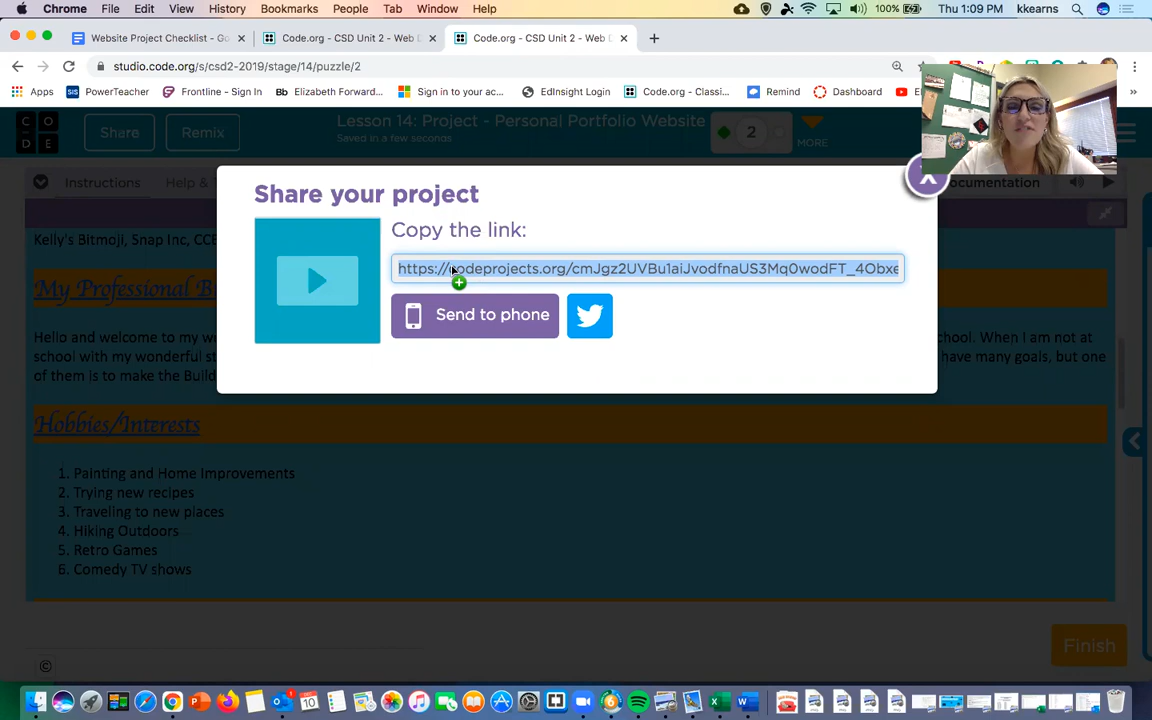 Chrome File Edit View History Bookmarks People Tab Window Help 100% Thu 1:09 PM kkearns
Website Project Checklist - Go
Code.org - CSD Unit 2 - Web D
Code.org - CSD Unit 2 - Web D
studio.code.org/s/csd2-2019/stage/14/puzzle/2
Apps PowerTeacher Frontline - Sign In Elizabeth Forward... Sign in to your ac... EdInsight Login Code.org - Classi... Remind Dashboard
CODE
Share
Remix
Lesson 14: Project - Personal Portfolio Website
Saved in a few seconds
2
MORE
Instructions
Help &
ocumentation
Share your project
Copy the link:
https://codeprojects.org/cmJgz2UVBu1aiJvodfnaUS3Mq0wodFT_4Obxe
Send to phone
Kelly's Bitmoji, Snap Inc, CCE
My Professional B
Hello and welcome to my w
school. When I am not at
school with my wonderful st
have many goals, but one
of them is to make the Build
Hobbies/Interests
1. Painting and Home Improvements
2. Trying new recipes
3. Traveling to new places
4. Hiking Outdoors
5. Retro Games
6. Comedy TV shows
Finish
©